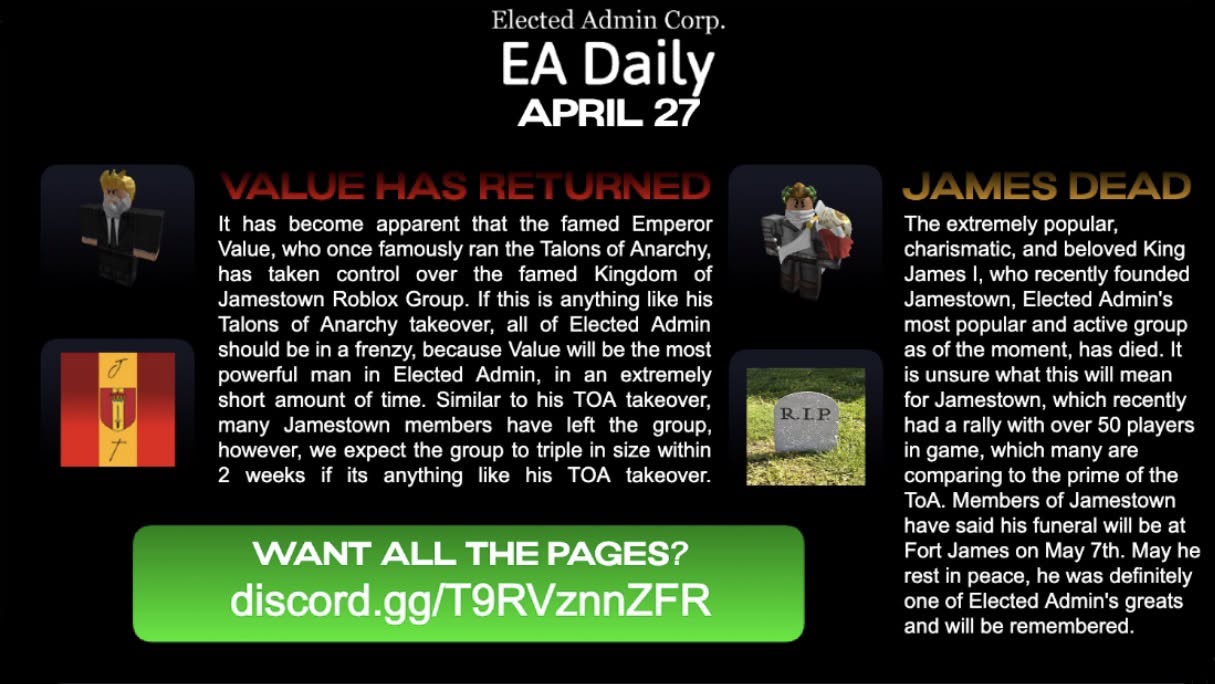 Elected Admin Corp.
EA Daily
APRIL 27
VALUE HAS RETURNED
It has become apparent that the famed Emperor
Value, who once famously ran the Talons of Anarchy,
has taken control over the famed Kingdom of
Jamestown Roblox Group. If this is anything like his
Talons of Anarchy takeover, all of Elected Admin
should be in a frenzy, because Value will be the most
powerful man in Elected Admin, in an extremely
short amount of time. Similar to his TOA takeover,
many Jamestown members have left the group,
however, we expect the group to triple in size within
2 weeks if its anything like his TOA takeover.
J
T
JAMES DEAD
The extremely popular,
charismatic, and beloved King
James I, who recently founded
Jamestown, Elected Admin's
most popular and active group
as of the moment, has died. It
is unsure what this will mean
for Jamestown, which recently
had a rally with over 50 players
in game, which many are
comparing to the prime of the
ToA. Members of Jamestown
have said his funeral will be at
Fort James on May 7th. May he
rest in peace, he was definitely
one of Elected Admin's greats
and will be remembered.
R.I.P.
WANT ALL THE PAGES?
discord.gg/T9RVznnZFR